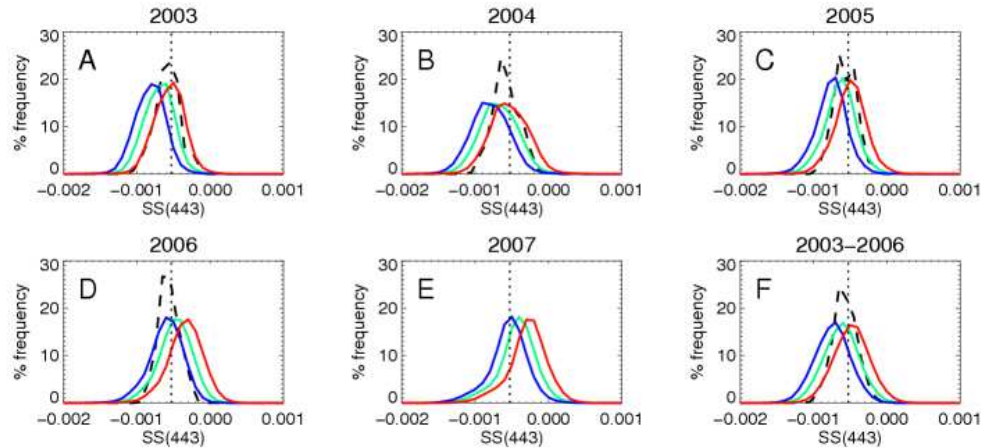 2003 2004 2005
30 A 30 B 30 C
20 20 20
% frequency % frequency % frequency
10 10 10
0 0 0
−0.002 −0.001 0.000 0.001 −0.002 −0.001 0.000 0.001 −0.002 −0.001 0.000 0.001
SS(443) SS(443) SS(443)
2006 2007 2003−2006
30 D 30 E 30 F
20 20 20
% frequency % frequency % frequency
10 10 10
0 0 0
−0.002 −0.001 0.000 0.001 −0.002 −0.001 0.000 0.001 −0.002 −0.001 0.000 0.001
SS(443) SS(443) SS(443)